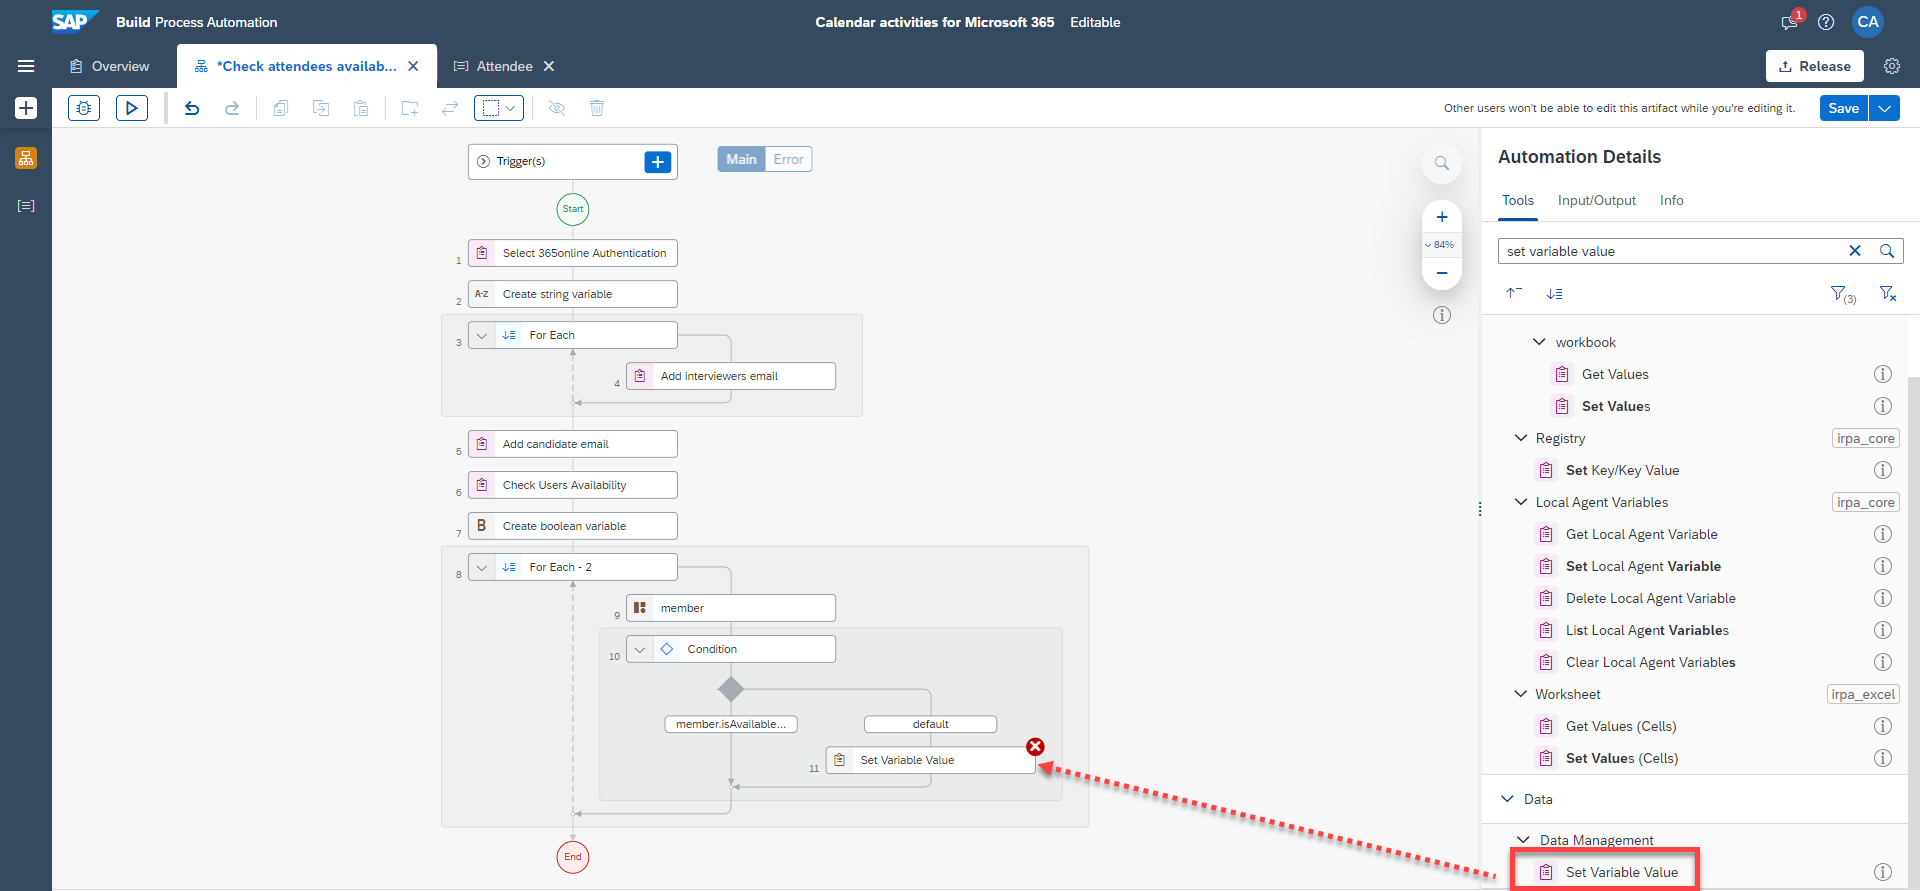 SAP Build Process Automation
Calendar activities for Microsoft 365 Editable
1
CA
Overview
*Check attendees availab...
Attendee
Release
Other users won't be able to edit this artifact while you're editing it.
Save
Trigger(s)
Main Error
Start
1 Select 365online Authentication
2 A-Z Create string variable
3 For Each
4 Add interviewers email
5 Add candidate email
6 Check Users Availability
7 B Create boolean variable
8 For Each - 2
9 member
10 Condition
member.isAvailable...
default
11 Set Variable Value
End
84%
Automation Details
Tools Input/Output Info
set variable value
(3)
workbook
Get Values
Set Values
Registry irpa_core
Set Key/Key Value
Local Agent Variables irpa_core
Get Local Agent Variable
Set Local Agent Variable
Delete Local Agent Variable
List Local Agent Variables
Clear Local Agent Variables
Worksheet irpa_excel
Get Values (Cells)
Set Values (Cells)
Data
Data Management
Set Variable Value